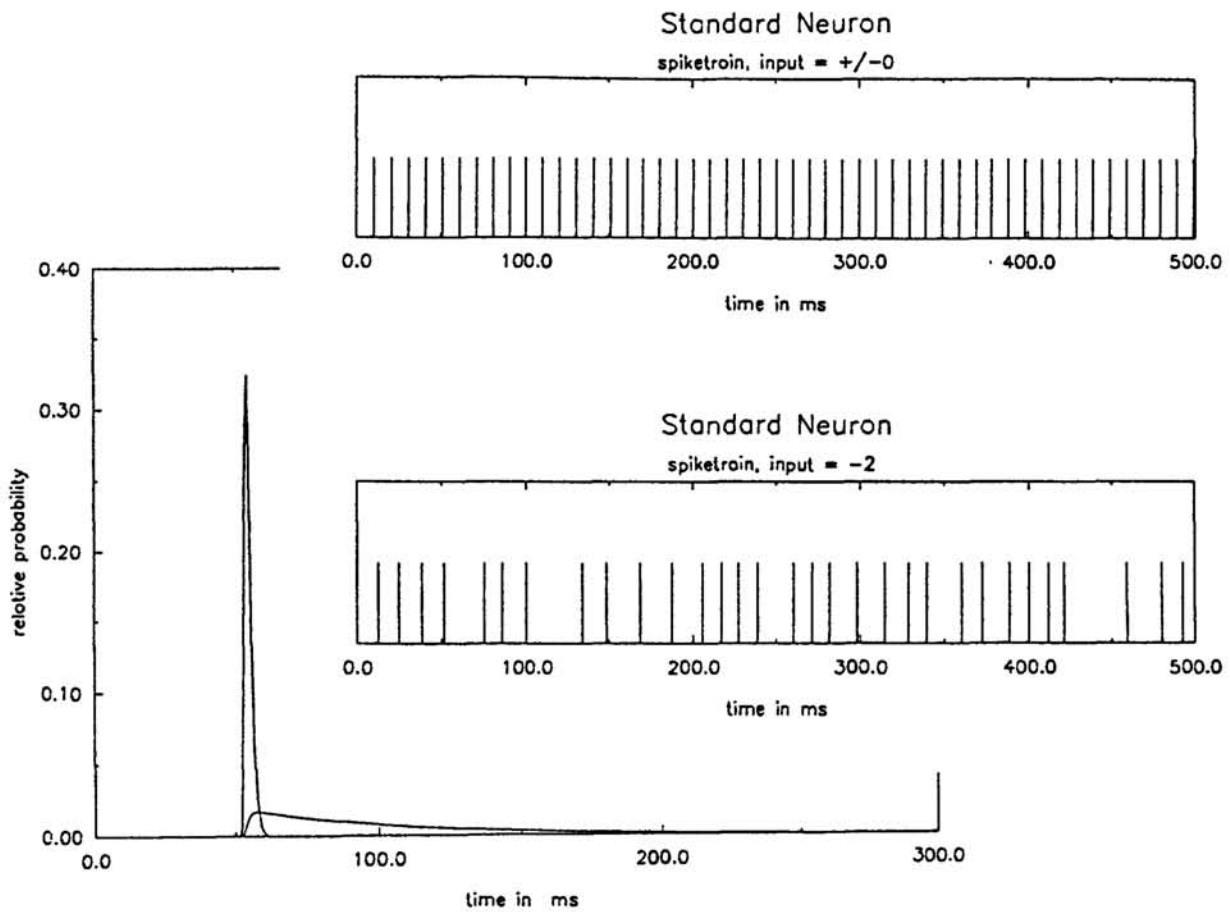 Standard Neuron
spiketrain, input = +/-0
0.0 100.0 200.0 300.0 400.0 500.0
time in ms
Standard Neuron
spiketrain, input = -2
0.0 100.0 200.0 300.0 400.0 500.0
time in ms
relative probability
0.40
0.30
0.20
0.10
0.00
0.0 100.0 200.0 300.0
time in ms